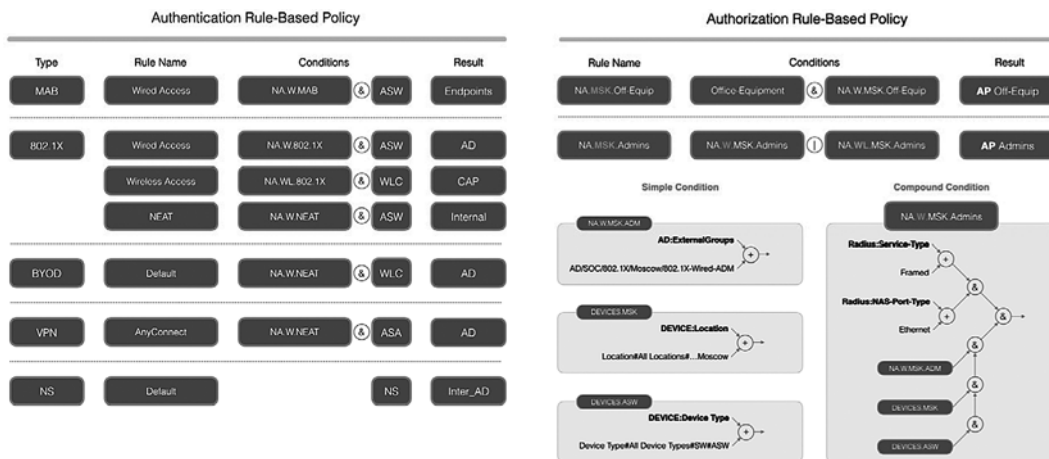 Authentication Rule-Based Policy
Type Rule Name Conditions Result
MAB Wired Access NA.W.MAB & ASW Endpoints
802.1X Wired Access NA.W.802.1X & ASW AD
Wireless Access NA.WL.802.1X & WLC CAP
NEAT NA.W.NEAT & ASW Internal
BYOD Default NA.W.NEAT & WLC AD
VPN AnyConnect NA.W.NEAT & ASA AD
NS Default NS Inter_AD
Authorization Rule-Based Policy
Rule Name Conditions Result
NA.MSK.Off-Equip Office-Equipment & NA.W.MSK.Off-Equip AP Off-Equip
NA.MSK.Admins NA.W.MSK.Admins | NA.WL.MSK.Admins AP Admins
Simple Condition
NA.W.MSK.ADM
AD:ExternalGroups
+
AD/SOC/802.1X/Moscow/802.1X-Wired-ADM
DEVICES.MSK
DEVICE:Location
+
Location#All Locations#...Moscow
DEVICES.ASW
DEVICE:Device Type
+
Device Type#All Device Types#SW#ASW
Compound Condition
NA.W.MSK.Admins
Radius:Service-Type
+
Framed
&
Radius:NAS-Port-Type
& 
+
Ethernet
&
NA.W.MSK.ADM
&
DEVICES.MSK
&
DEVICES.ASW